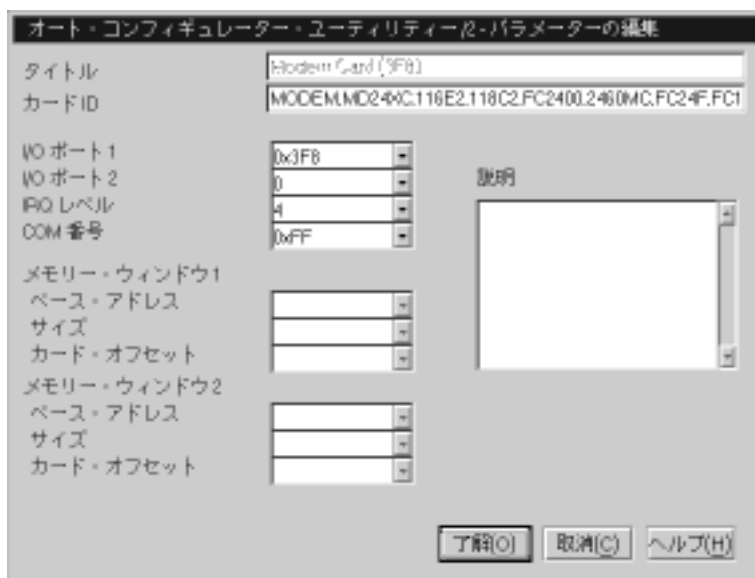 オート・コンフィギュレーター・ユーティリティー/2 - パラメーターの編集
タイトル Modem Card (3F8)
カード ID MODEM,MD24XC,116E2,118C2,FC2400,2460MC,FC24F,FC1
I/O ポート 1 0x3F8
I/O ポート 2 0
IRQ レベル 4
COM 番号 0xFF
説明
メモリー・ウィンドウ1
ベース・アドレス
サイズ
カード・オフセット
メモリー・ウィンドウ2
ベース・アドレス
サイズ
カード・オフセット
了解(O) 取消(C) ヘルプ(H)